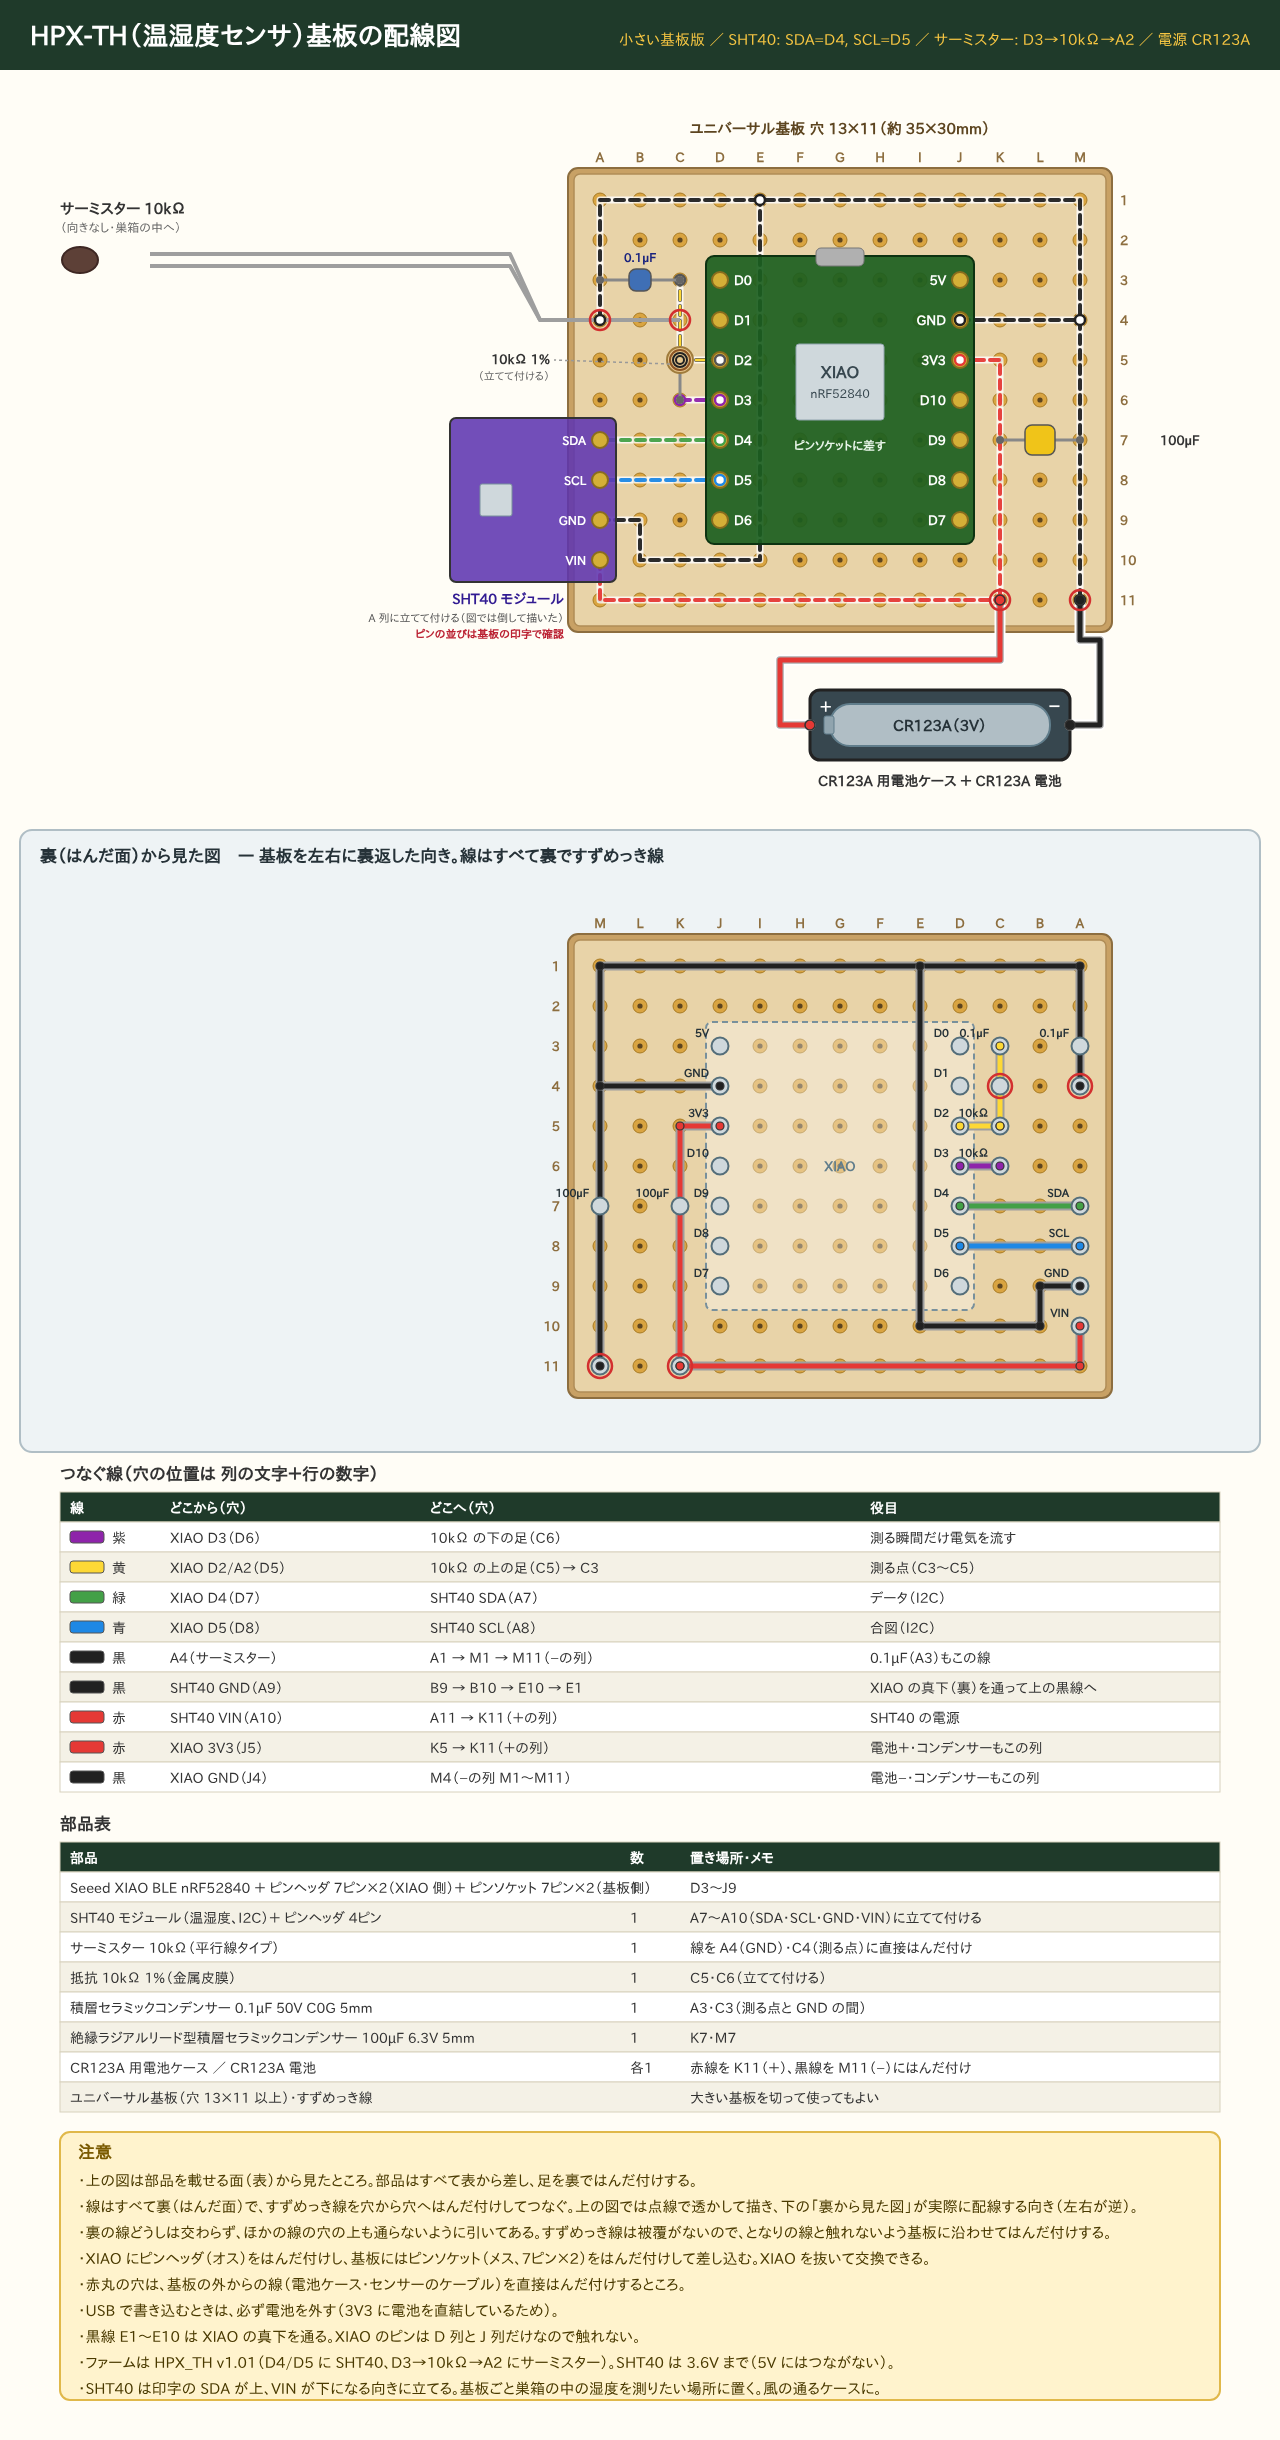 HPX-TH（温湿度センサ）基板の配線図
小さい基板版 ／ SHT40: SDA=D4, SCL=D5 ／ サーミスター: D3→10kΩ→A2 ／ 電源 CR123A
ユニバーサル基板 穴 13×11（約 35×30mm）
A B C D E F G H I J K L M
サーミスター 10kΩ
（向きなし・巣箱の中へ）
1
2
0.1µF
D0 5V 3
D1 GND 4
10kΩ 1%
（立てて付ける）
D2 3V3 5
XIAO
nRF52840
D3 D10 6
SDA D4 ピンソケットに差す D9 7 100µF
SCL D5 D8 8
GND D6 D7 9
VIN 10
SHT40 モジュール 11
A 列に立てて付ける（図では倒して描いた）
ピンの並びは基板の印字で確認
+ −
CR123A（3V）
CR123A 用電池ケース ＋ CR123A 電池
裏（はんだ面）から見た図　— 基板を左右に裏返した向き。線はすべて裏ですずめっき線
M L K J I H G F E D C B A
1
2
5V D0 0.1µF 0.1µF
3
GND D1
4
3V3 D2 10kΩ
5
D10 D3 10kΩ
6 XIAO
100µF 100µF D9 D4 SDA
7
D8 D5 SCL
8
D7 D6 GND
9
VIN
10
11
つなぐ線（穴の位置は 列の文字＋行の数字）
線 どこから（穴） どこへ（穴） 役目
紫 XIAO D3（D6） 10kΩ の下の足（C6） 測る瞬間だけ電気を流す
黄 XIAO D2/A2（D5） 10kΩ の上の足（C5）→ C3 測る点（C3〜C5）
緑 XIAO D4（D7） SHT40 SDA（A7） データ（I2C）
青 XIAO D5（D8） SHT40 SCL（A8） 合図（I2C）
黒 A4（サーミスター） A1 → M1 → M11（−の列） 0.1µF（A3）もこの線
黒 SHT40 GND（A9） B9 → B10 → E10 → E1 XIAO の真下（裏）を通って上の黒線へ
赤 SHT40 VIN（A10） A11 → K11（＋の列） SHT40 の電源
赤 XIAO 3V3（J5） K5 → K11（＋の列） 電池＋・コンデンサーもこの列
黒 XIAO GND（J4） M4（−の列 M1〜M11） 電池−・コンデンサーもこの列
部品表
部品 数 置き場所・メモ
Seeed XIAO BLE nRF52840 ＋ ピンヘッダ 7ピン×2（XIAO 側）＋ ピンソケット 7ピン×2（基板側） D3〜J9
SHT40 モジュール（温湿度、I2C）＋ ピンヘッダ 4ピン 1 A7〜A10（SDA・SCL・GND・VIN）に立てて付ける
サーミスター 10kΩ（平行線タイプ） 1 線を A4（GND）・C4（測る点）に直接はんだ付け
抵抗 10kΩ 1%（金属皮膜） 1 C5・C6（立てて付ける）
積層セラミックコンデンサー 0.1µF 50V C0G 5mm 1 A3・C3（測る点と GND の間）
絶縁ラジアルリード型積層セラミックコンデンサー 100µF 6.3V 5mm 1 K7・M7
CR123A 用電池ケース ／ CR123A 電池 各1 赤線を K11（＋）、黒線を M11（−）にはんだ付け
ユニバーサル基板（穴 13×11 以上）・すずめっき線 大きい基板を切って使ってもよい
注意
・上の図は部品を載せる面（表）から見たところ。部品はすべて表から差し、足を裏ではんだ付けする。
・線はすべて裏（はんだ面）で、すずめっき線を穴から穴へはんだ付けしてつなぐ。上の図では点線で透かして描き、下の「裏から見た図」が実際に配線する向き（左右が逆）。
・裏の線どうしは交わらず、ほかの線の穴の上も通らないように引いてある。すずめっき線は被覆がないので、となりの線と触れないよう基板に沿わせてはんだ付けする。
・XIAO にピンヘッダ（オス）をはんだ付けし、基板にはピンソケット（メス、7ピン×2）をはんだ付けして差し込む。XIAO を抜いて交換できる。
・赤丸の穴は、基板の外からの線（電池ケース・センサーのケーブル）を直接はんだ付けするところ。
・USB で書き込むときは、必ず電池を外す（3V3 に電池を直結しているため）。
・黒線 E1〜E10 は XIAO の真下を通る。XIAO のピンは D 列と J 列だけなので触れない。
・ファームは HPX_TH v1.01（D4/D5 に SHT40、D3→10kΩ→A2 にサーミスター）。SHT40 は 3.6V まで（5V にはつながない）。
・SHT40 は印字の SDA が上、VIN が下になる向きに立てる。基板ごと巣箱の中の湿度を測りたい場所に置く。風の通るケースに。